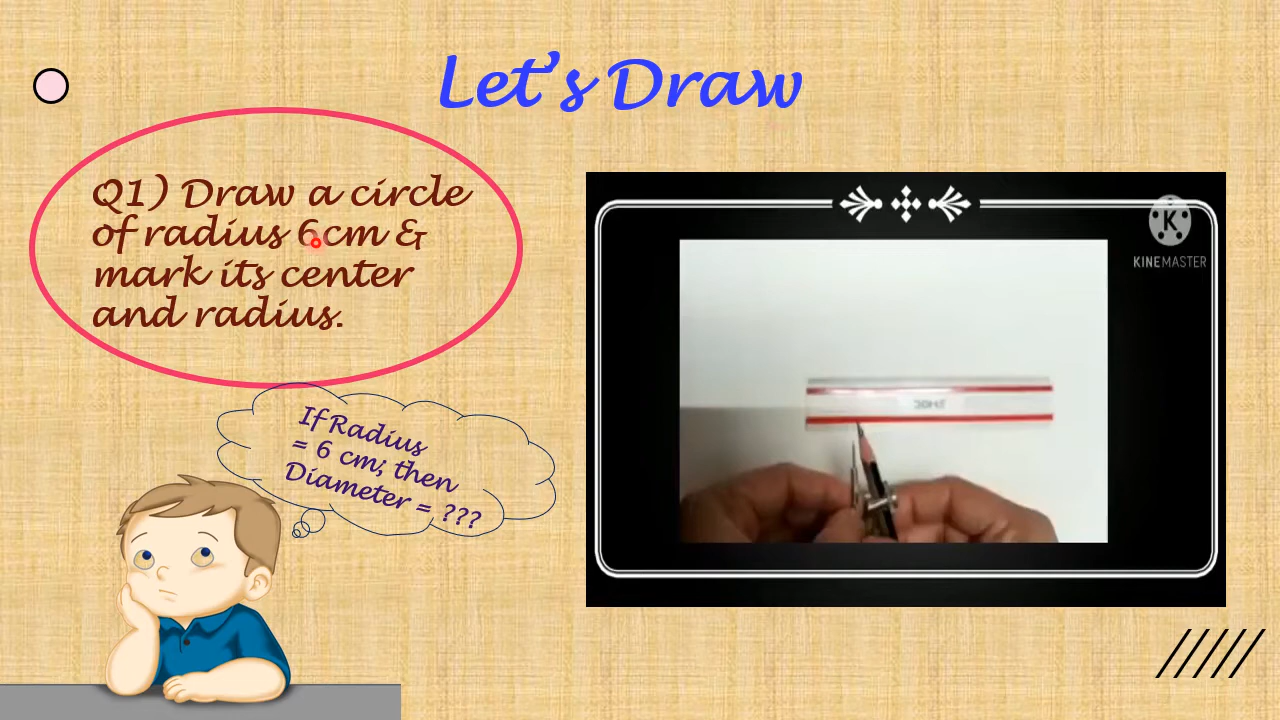 Let's Draw
Q1) Draw a circle
of radius 6cm &
mark its center
and radius.
If Radius
= 6 cm; then
Diameter = ???
K
KINEMASTER